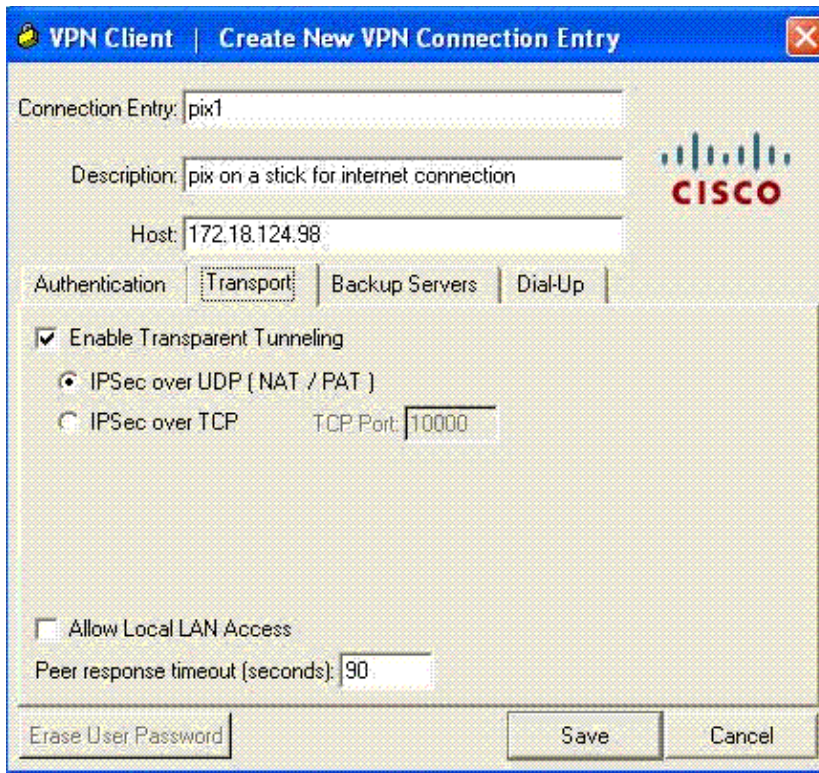 VPN Client | Create New VPN Connection Entry
Connection Entry: pix1
Description: pix on a stick for internet connection
CISCO
Host: 172.18.124.98
Authentication Transport Backup Servers Dial-Up
Enable Transparent Tunneling
IPSec over UDP ( NAT / PAT )
IPSec over TCP TCP Port: 10000
Allow Local LAN Access
Peer response timeout (seconds): 90
Erase User Password Save Cancel